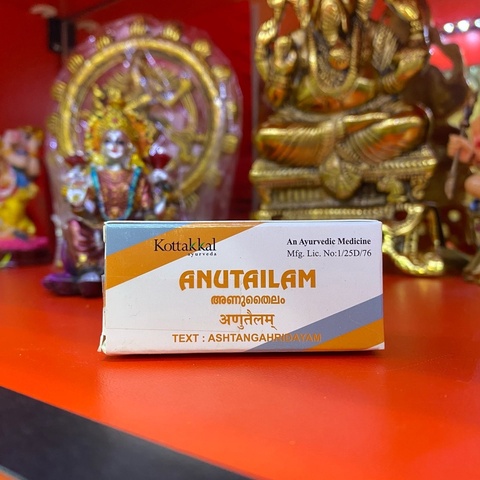 Kottakkal
ayurveda
An Ayurvedic Medicine
Mfg. Lic. No:1/25D/76
ANUTAILAM
അണുതൈലം
अणुतैलम्
TEXT : ASHTANGAHRIDAYAM